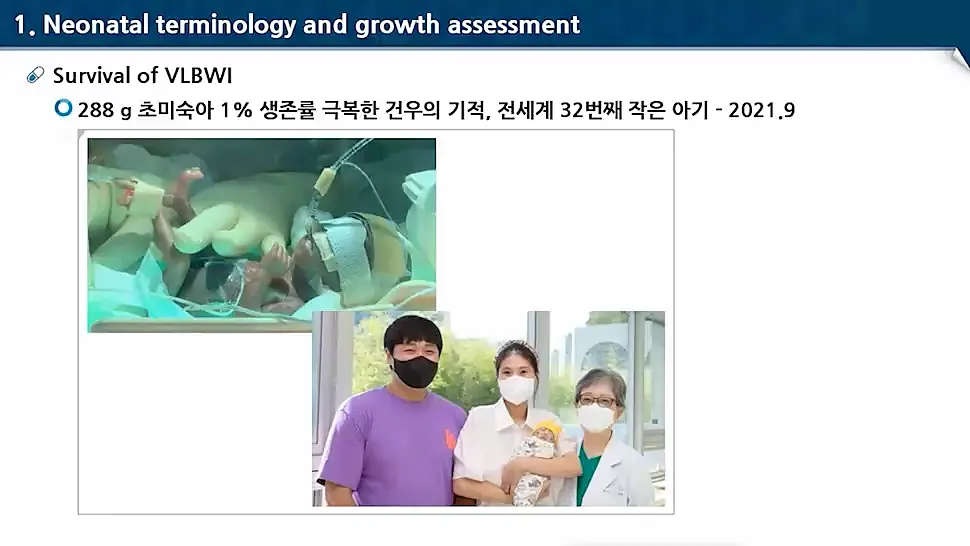 1. Neonatal terminology and growth assessment
Survival of VLBWI
288 g 초미숙아 1% 생존률 극복한 건우의 기적, 전세계 32번째 작은 아기 - 2021.9